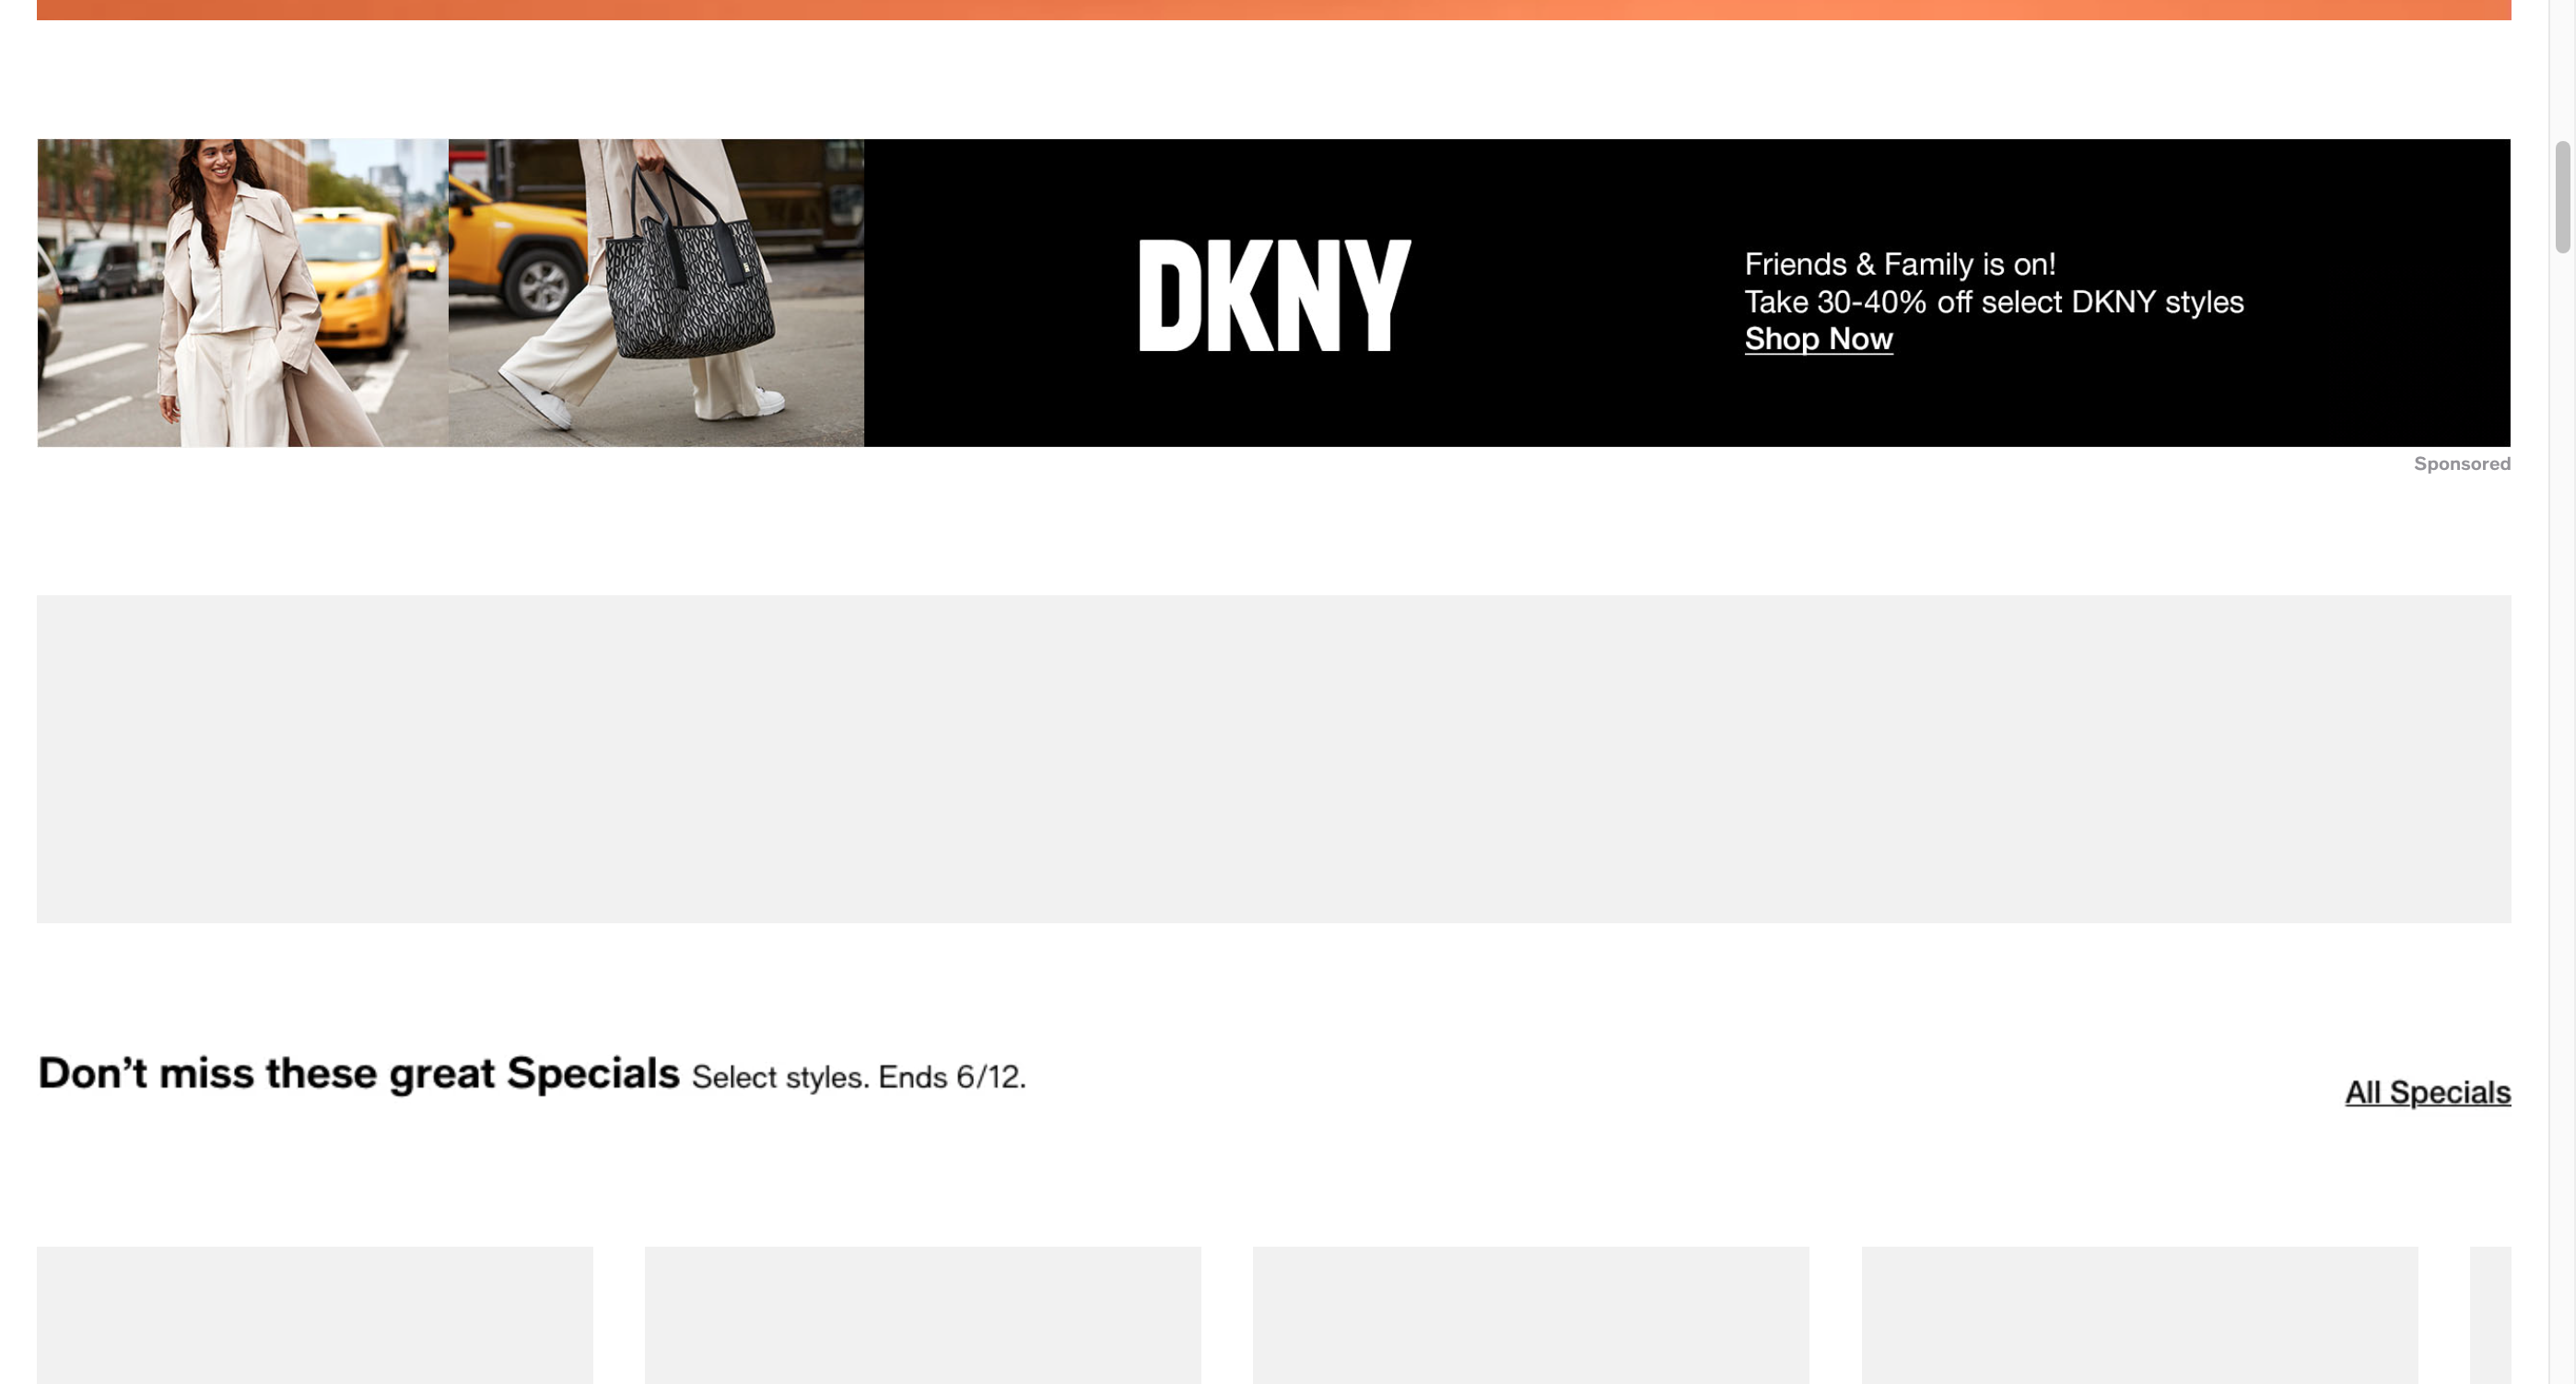 DKNY
Friends & Family is on!
Take 30-40% off select DKNY styles
Shop Now
Sponsored
Don’t miss these great Specials Select styles. Ends 6/12.
All Specials